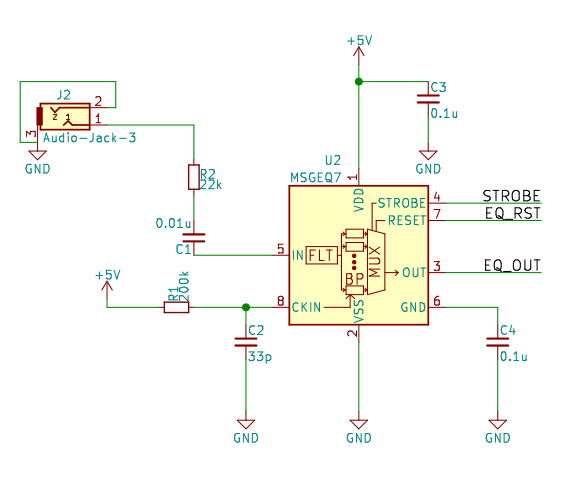 +5V
J2
2
1
2 1
3
Audio-Jack-3
GND
C3
0.1u
GND
U2
MSGEQ7
1
VDD
R2
22k
0.01u
C1
STROBE
4
STROBE
RESET
7
EQ_RST
5
IN
FLT
MUX
BP
OUT
3
EQ_OUT
+5V
R1
200k
8
CKIN
VSS
GND
6
2
C2
33p
C4
0.1u
GND
GND
GND